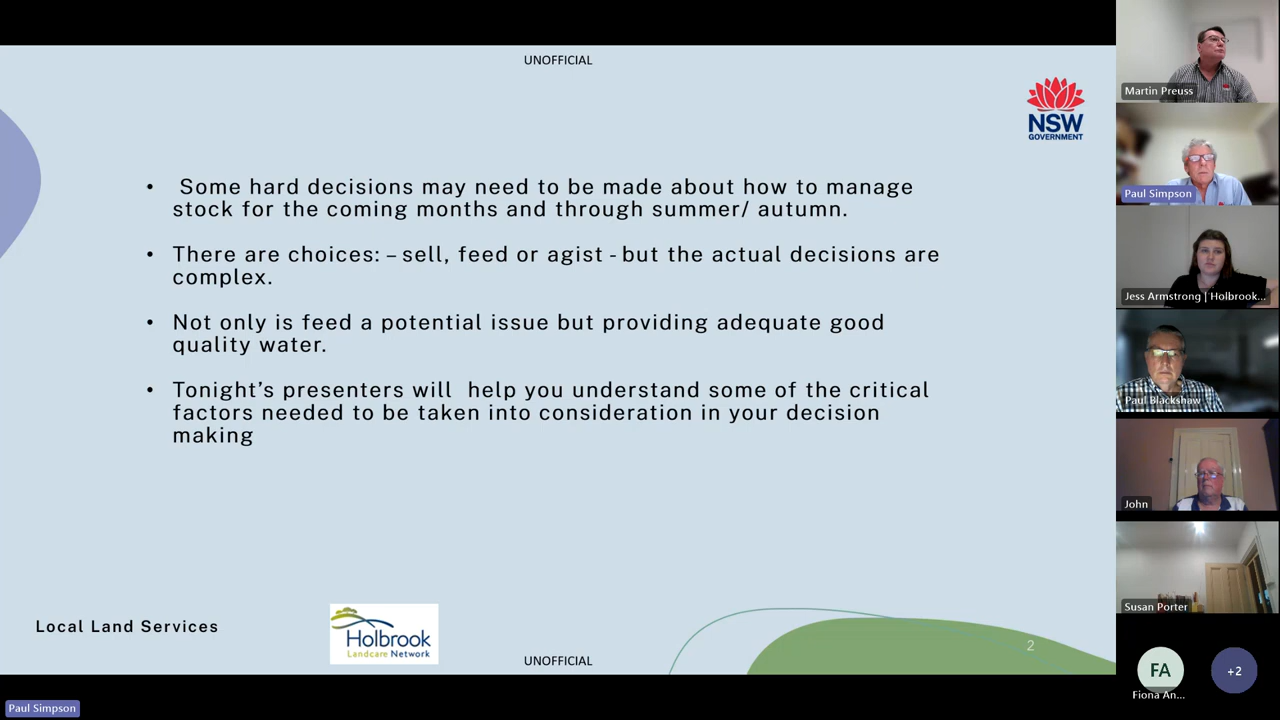 UNOFFICIAL
NSW
GOVERNMENT
• Some hard decisions may need to be made about how to manage
stock for the coming months and through summer/ autumn.
• There are choices: – sell, feed or agist - but the actual decisions are
complex.
• Not only is feed a potential issue but providing adequate good
quality water.
• Tonight’s presenters will help you understand some of the critical
factors needed to be taken into consideration in your decision
making
Local Land Services
Holbrook
Landcare Network
UNOFFICIAL
2
Paul Simpson
Martin Preuss
Paul Simpson
Jess Armstrong | Holbrook...
Paul Blackshaw
John
Susan Porter
FA
Fiona An...
+2